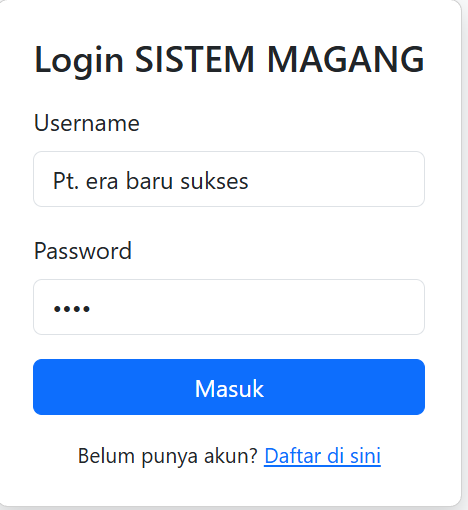 Login SISTEM MAGANG
Username
Pt. era baru sukses
Password
••••
Masuk
Belum punya akun? Daftar di sini